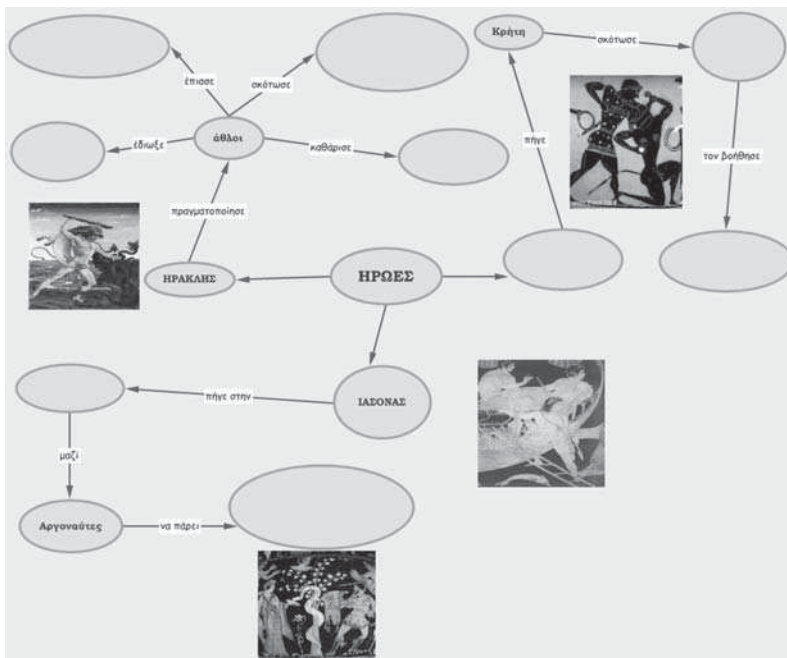 Κρήτη
σκότωσε
έπιασε
σκότωσε
άθλοι
έδιωξε
καθάρισε
πήγε
τον βοήθησε
πραγματοποίησε
ΗΡΑΚΛΗΣ
ΗΡΩΕΣ
ΙΑΣΟΝΑΣ
πήγε στην
μαζί
Αργοναύτες
να πάρει